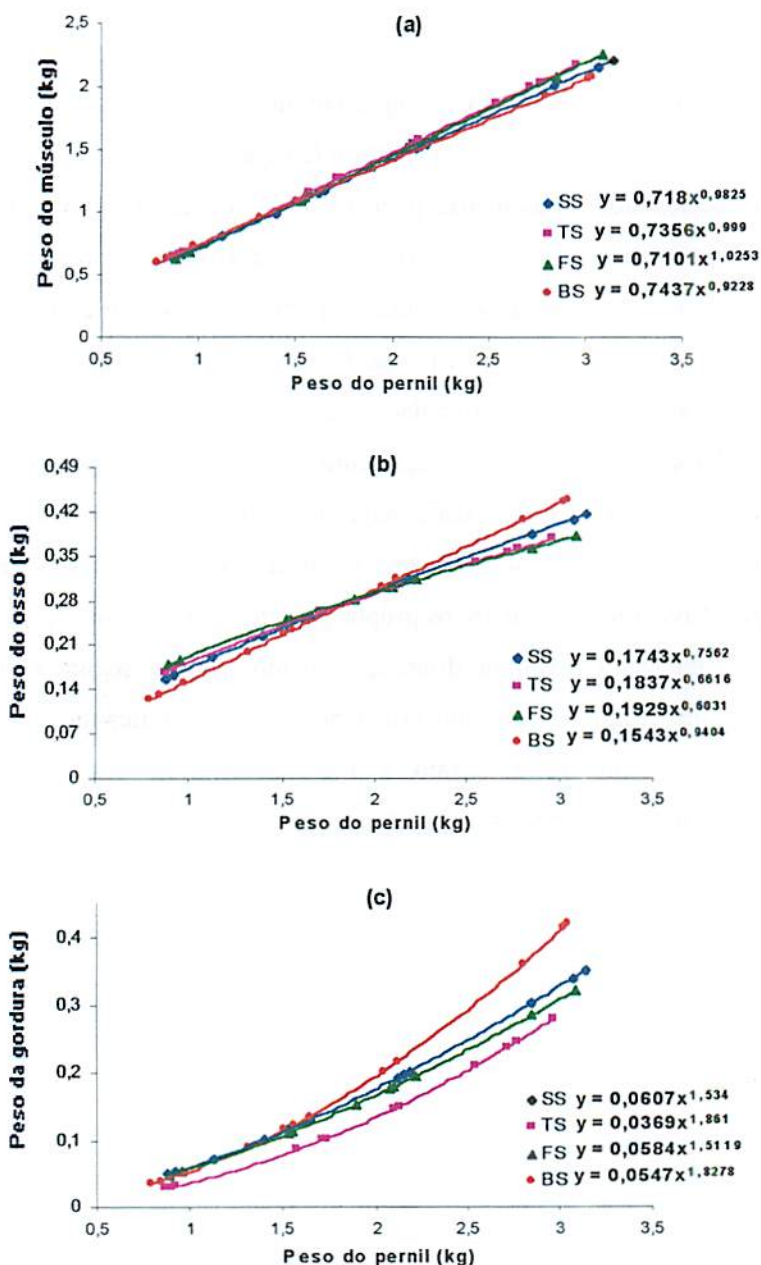 (a)
Peso do músculo (kg)
2,5
2
1,5
1
0,5
0
0,5 1 1,5 2 2,5 3 3,5
Peso do pernil (kg)
SS y = 0,718x^0,9825
TS y = 0,7356x^0,999
FS y = 0,7101x^1,0253
BS y = 0,7437x^0,9228
(b)
Peso do osso (kg)
0,49
0,42
0,35
0,28
0,21
0,14
0,07
0
0,5 1 1,5 2 2,5 3 3,5
Peso do pernil (kg)
SS y = 0,1743x^0,7562
TS y = 0,1837x^0,6616
FS y = 0,1929x^0,6031
BS y = 0,1543x^0,9404
(c)
Peso da gordura (kg)
0,4
0,3
0,2
0,1
0
0,5 1 1,5 2 2,5 3 3,5
Peso do pernil (kg)
SS y = 0,0607x^1,534
TS y = 0,0369x^1,861
FS y = 0,0584x^1,5119
BS y = 0,0547x^1,8278